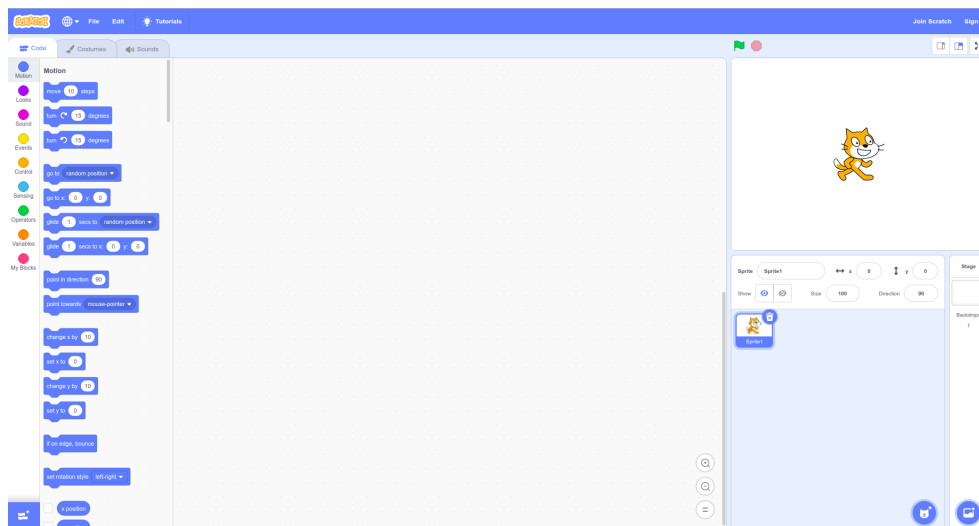 SCRATCH File Edit Tutorials Join Scratch Sign
Code Costumes Sounds
Motion
Looks
Sound
Events
Control
Sensing
Operators
Variables
My Blocks
Motion
move 10 steps
turn 15 degrees
turn 15 degrees
go to random position
go to x: 0 y: 0
glide 1 secs to random position
glide 1 secs to x: 0 y: 0
point in direction 90
point towards mouse-pointer
change x by 10
set x to 0
change y by 10
set y to 0
if on edge, bounce
set rotation style left-right
x position
Sprite Sprite1 x 0 y 0
Show Size 100 Direction 90
Sprite1
Stage
Backdrops
1